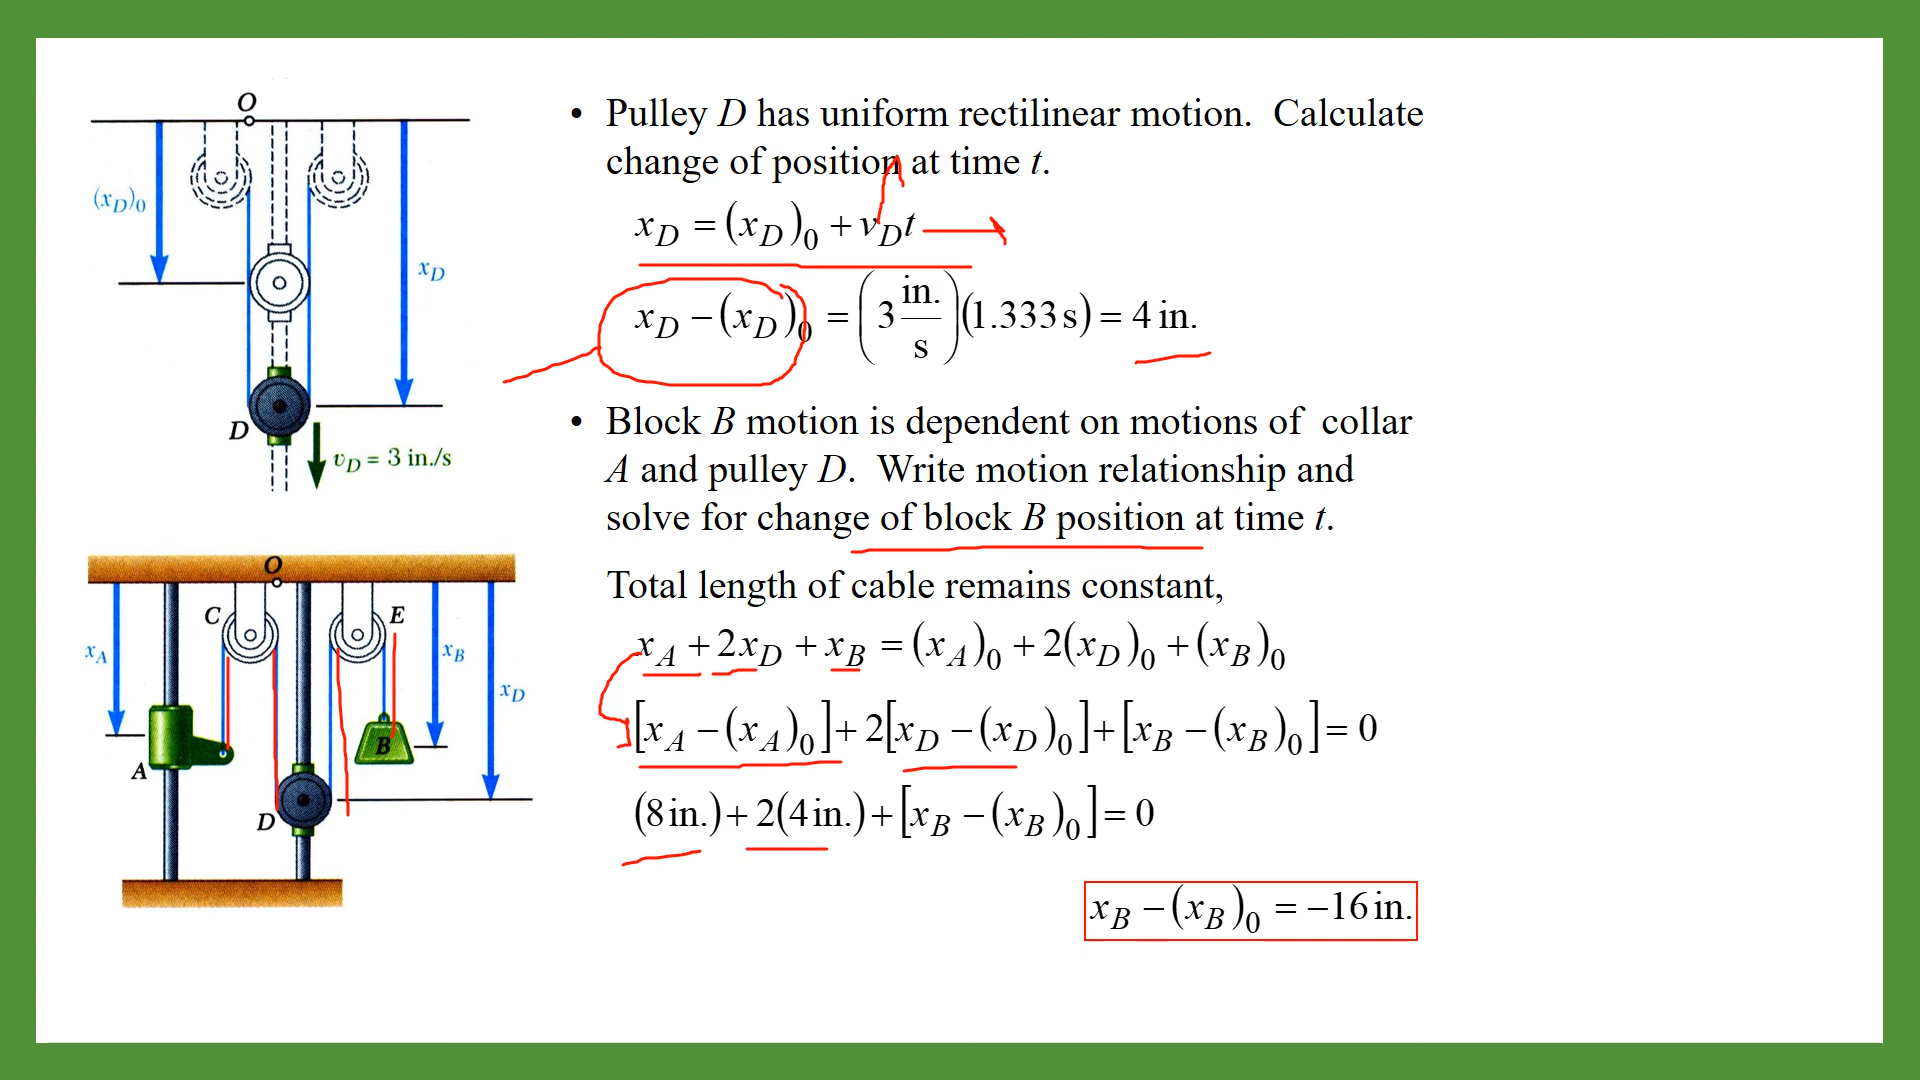 O
(x_D)_0
x_D
D
v_D = 3 in./s
• Pulley D has uniform rectilinear motion. Calculate
change of position at time t.
x_D = (x_D)_0 + v_D t
x_D − (x_D)_0 = (3 in./s)(1.333 s) = 4 in.
• Block B motion is dependent on motions of collar
A and pulley D. Write motion relationship and
solve for change of block B position at time t.
Total length of cable remains constant,
x_A + 2x_D + x_B = (x_A)_0 + 2(x_D)_0 + (x_B)_0
[x_A − (x_A)_0] + 2[x_D − (x_D)_0] + [x_B − (x_B)_0] = 0
(8 in.) + 2(4 in.) + [x_B − (x_B)_0] = 0
x_B − (x_B)_0 = −16 in.
O
C
E
x_A
x_B
x_D
B
A
D